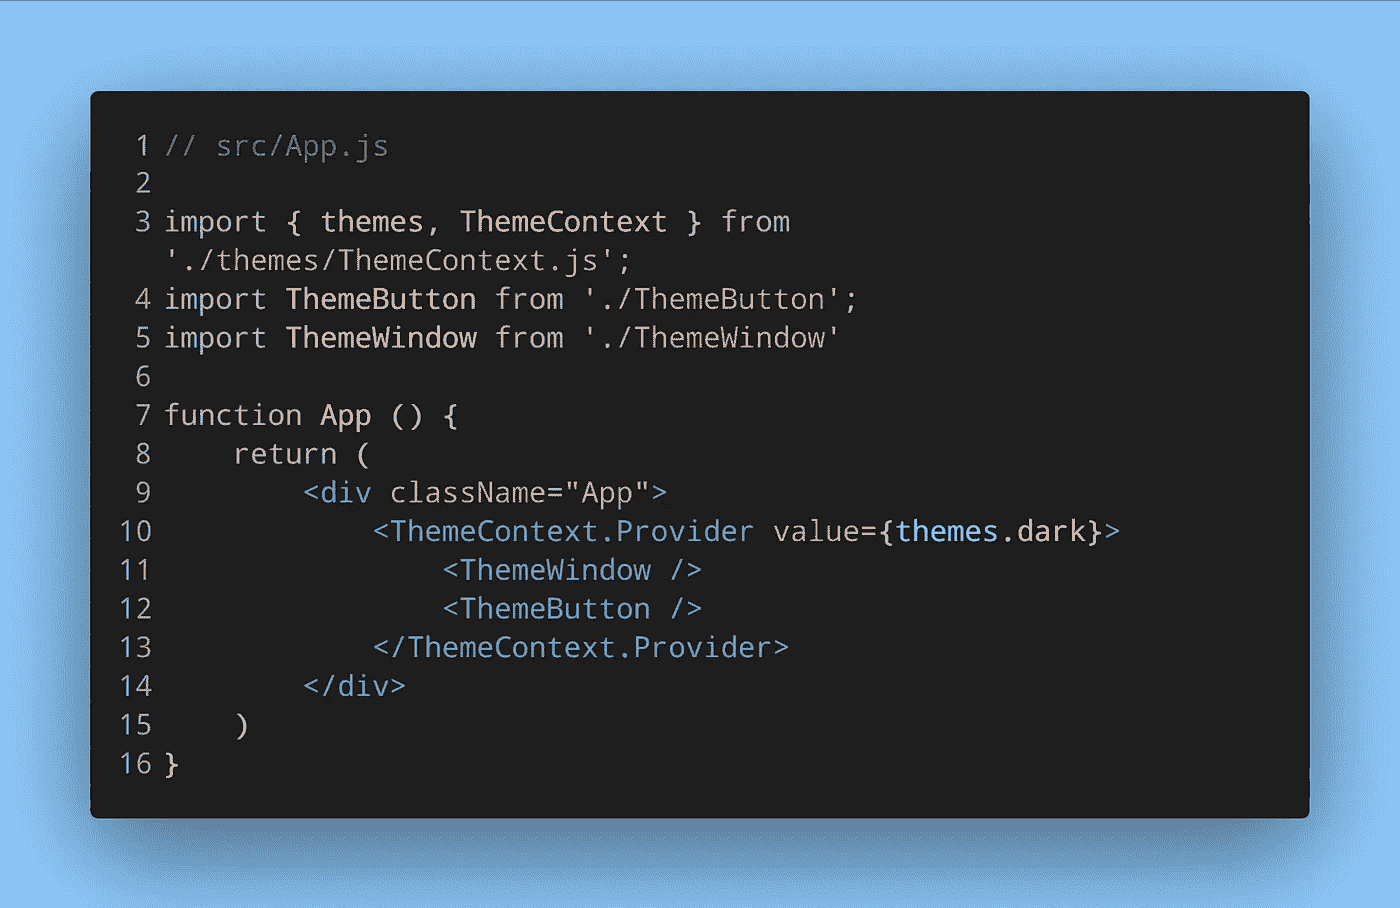 1 // src/App.js
2
3 import { themes, ThemeContext } from
'./themes/ThemeContext.js';
4 import ThemeButton from './ThemeButton';
5 import ThemeWindow from './ThemeWindow'
6
7 function App () {
8     return (
9         <div className="App">
10             <ThemeContext.Provider value={themes.dark}>
11                 <ThemeWindow />
12                 <ThemeButton />
13             </ThemeContext.Provider>
14         </div>
15     )
16 }